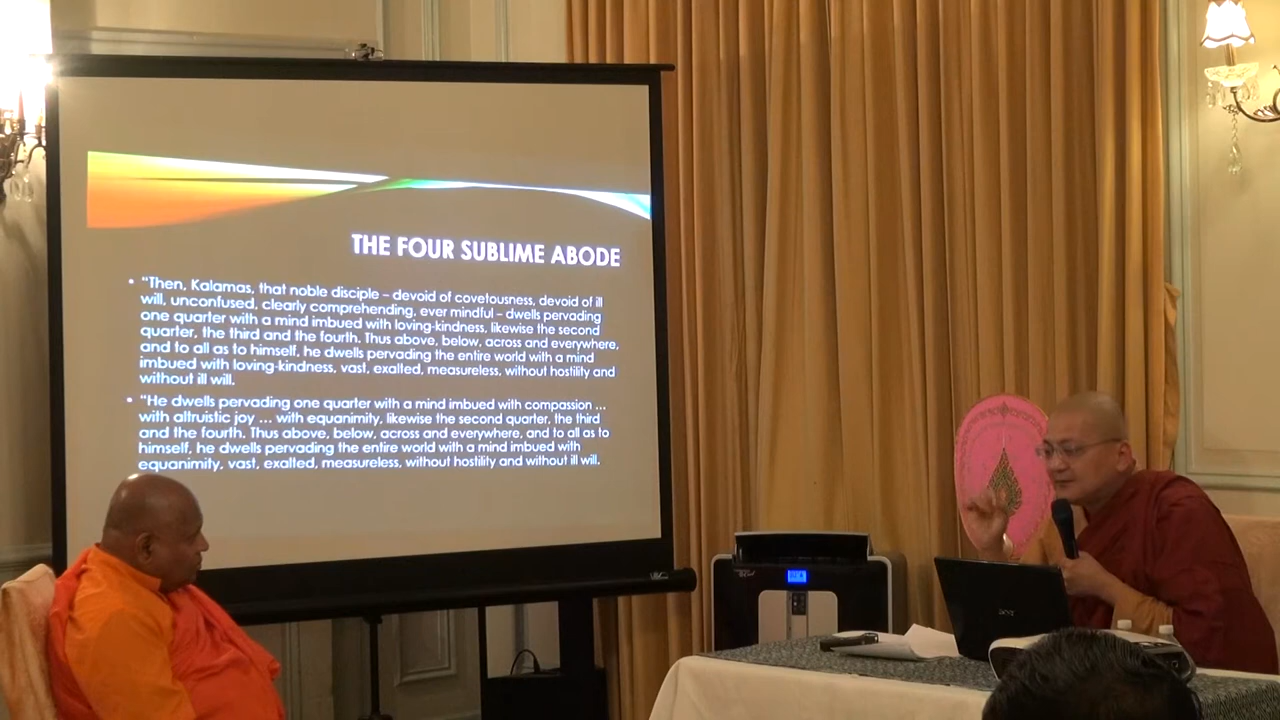 THE FOUR SUBLIME ABODE
• “Then, Kalamas, that noble disciple – devoid of covetousness, devoid of ill
will, unconfused, clearly comprehending, ever mindful – dwells pervading
one quarter with a mind imbued with loving-kindness, likewise the second
quarter, the third and the fourth. Thus above, below, across and everywhere,
and to all as to himself, he dwells pervading the entire world with a mind
imbued with loving-kindness, vast, exalted, measureless, without hostility and
without ill will.
• “He dwells pervading one quarter with a mind imbued with compassion ...
with altruistic joy ... with equanimity, likewise the second quarter, the third
and the fourth. Thus above, below, across and everywhere, and to all as to
himself, he dwells pervading the entire world with a mind imbued with
equanimity, vast, exalted, measureless, without hostility and without ill will.
acer